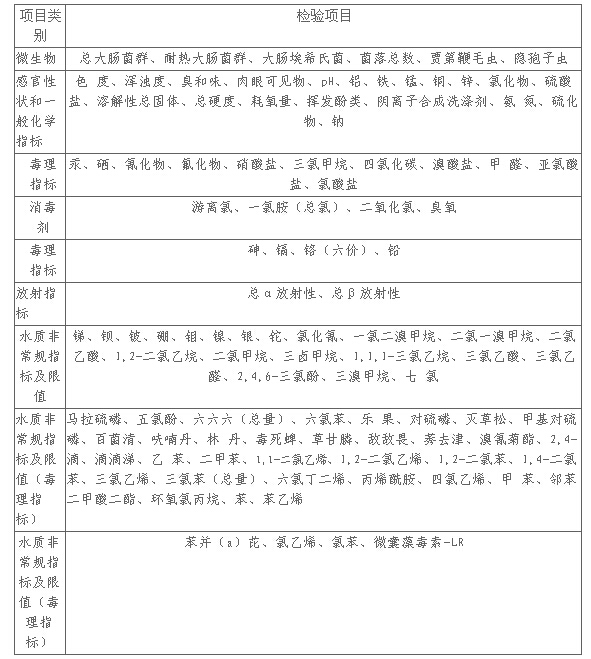 项目类
别
检验项目
微生物
总大肠菌群、耐热大肠菌群、大肠埃希氏菌、菌落总数、贾第鞭毛虫、隐孢子虫
感官性
状和一
般化学
指标
色 度、浑浊度、臭和味、肉眼可见物、pH、铝、铁、锰、铜、锌、氯化物、硫酸
盐、溶解性总固体、总硬度、耗氧量、挥发酚类、阴离子合成洗涤剂、氨 氮、硫化
物、钠
毒理
指标
汞、硒、氰化物、氟化物、硝酸盐、三氯甲烷、四氯化碳、溴酸盐、甲 醛、亚氯酸
盐、氯酸盐
消毒
剂
游离氯、一氯胺（总氯）、二氧化氯、臭氧
毒理
指标
砷、镉、铬（六价）、铅
放射指
标
总α放射性、总β放射性
水质非
常规指
标及限
值
锑、钡、铍、硼、钼、镍、银、铊、氯化氰、一氯二溴甲烷、二氯一溴甲烷、二氯
乙酸、1,2-二氯乙烷、二氯甲烷、三卤甲烷、1,1,1-三氯乙烷、三氯乙酸、三氯乙
醛、2,4,6-三氯酚、三溴甲烷、七 氯
水质非
常规指
标及限
值（毒
理指
标）
马拉硫磷、五氯酚、六六六（总量）、六氯苯、乐 果、对硫磷、灭草松、甲基对硫
磷、百菌清、呋喃丹、林 丹、毒死蜱、草甘膦、敌敌畏、莠去津、溴氰菊酯、2,4-
滴、滴滴涕、乙 苯、二甲苯、1,1-二氯乙烯、1,2-二氯乙烯、1,2-二氯苯、1,4-二氯
苯、三氯乙烯、三氯苯（总量）、六氯丁二烯、丙烯酰胺、四氯乙烯、甲 苯、邻苯
二甲酸二酯、环氧氯丙烷、苯、苯乙烯
水质非
常规指
标及限
值（毒
理指
标）
苯并（a）芘、氯乙烯、氯苯、微囊藻毒素-LR